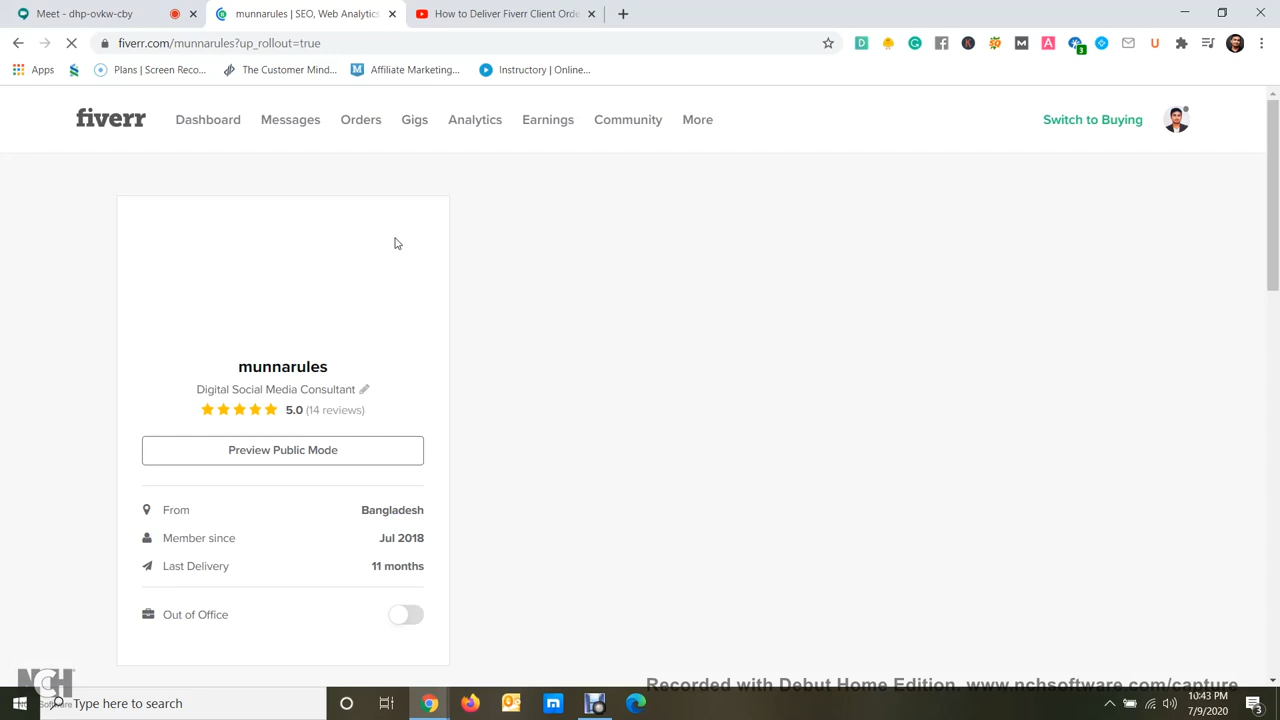 Meet - dhp-ovkw-cby
munnarules | SEO, Web Analytics
How to Deliver Fiverr Client Orde
fiverr.com/munnarules?up_rollout=true
Apps
Plans | Screen Reco...
The Customer Mind...
Affiliate Marketing...
Instructory | Online...
fiverr
Dashboard
Messages
Orders
Gigs
Analytics
Earnings
Community
More
Switch to Buying
munnarules
Digital Social Media Consultant
5.0 (14 reviews)
Preview Public Mode
From Bangladesh
Member since Jul 2018
Last Delivery 11 months
Out of Office
NCH
Software
Recorded with Debut Home Edition. www.nchsoftware.com/capture
Type here to search
10:43 PM
7/9/2020
3